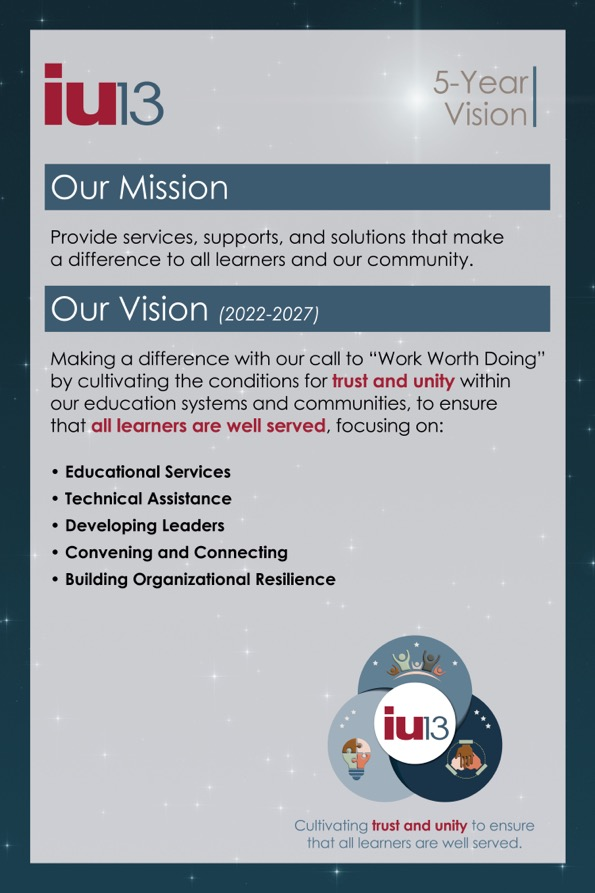 iu13
5-Year
Vision
Our Mission
Provide services, supports, and solutions that make
a difference to all learners and our community.
Our Vision (2022-2027)
Making a difference with our call to “Work Worth Doing”
by cultivating the conditions for trust and unity within
our education systems and communities, to ensure
that all learners are well served, focusing on:
• Educational Services
• Technical Assistance
• Developing Leaders
• Convening and Connecting
• Building Organizational Resilience
iu13
Cultivating trust and unity to ensure
that all learners are well served.